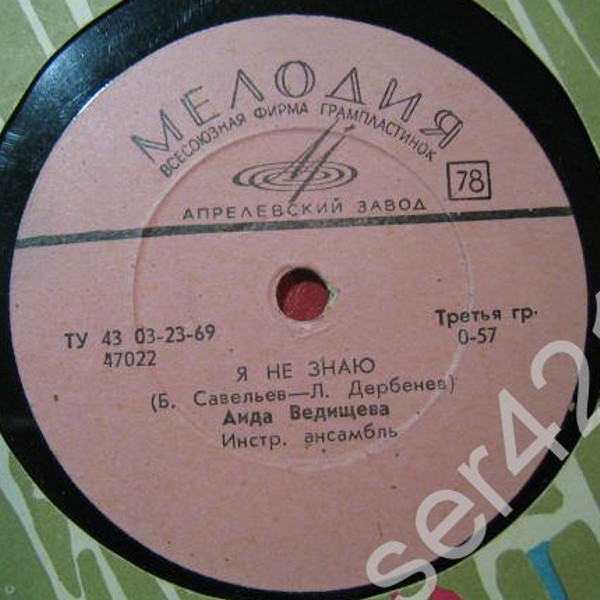 МЕЛОДИЯ
ВСЕСОЮЗНАЯ ФИРМА ГРАМПЛАСТИНОК
78
АПРЕЛЕВСКИЙ ЗАВОД
ТУ 43 03-23-69
47022
Третья гр.
0-57
Я НЕ ЗНАЮ
(Б. Савельев—Л. Дербенев)
Аида Ведищева
Инстр. ансамбль
ser42